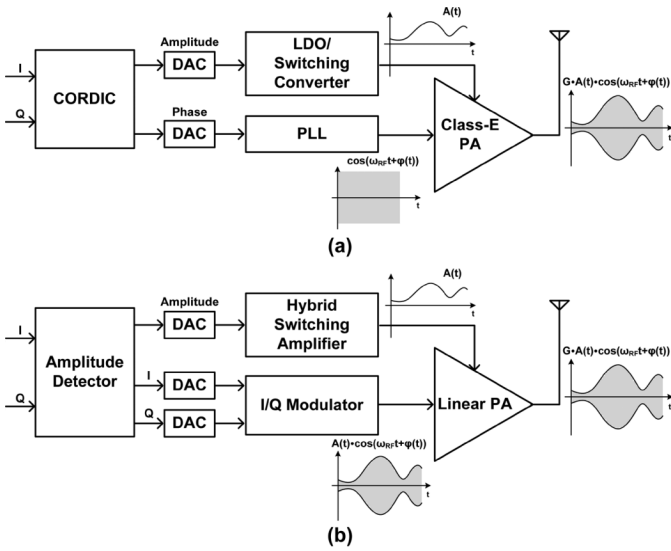 I
Q
CORDIC
Amplitude
DAC
LDO/
Switching
Converter
A(t)
t
Phase
DAC
PLL
cos(ωRFt+φ(t))
t
Class-E
PA
G•A(t)•cos(ωRFt+φ(t))
t
(a)
I
Q
Amplitude
Detector
Amplitude
DAC
Hybrid
Switching
Amplifier
A(t)
t
I
DAC
Q
DAC
I/Q Modulator
A(t)•cos(ωRFt+φ(t))
t
Linear PA
G•A(t)•cos(ωRFt+φ(t))
t
(b)